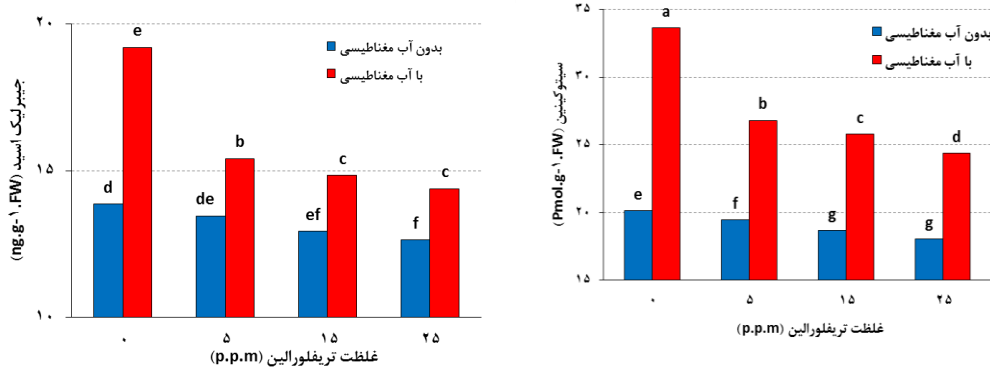 ۲۰
۱۵
۱۰
جیبرلیک اسید (ng.g-۱.FW)
بدون آب مغناطیسی
با آب مغناطیسی
e
b
c
c
d
de
ef
f
۰ ۵ ۱۵ ۲۵
غلظت تریفلورالین (p.p.m)
۳۵
۳۰
۲۵
۲۰
۱۵
سیتوکینین (Pmol.g-۱.FW)
بدون آب مغناطیسی
با آب مغناطیسی
a
b
c
d
e
f
g
g
۰ ۵ ۱۵ ۲۵
غلظت تریفلورالین (p.p.m)